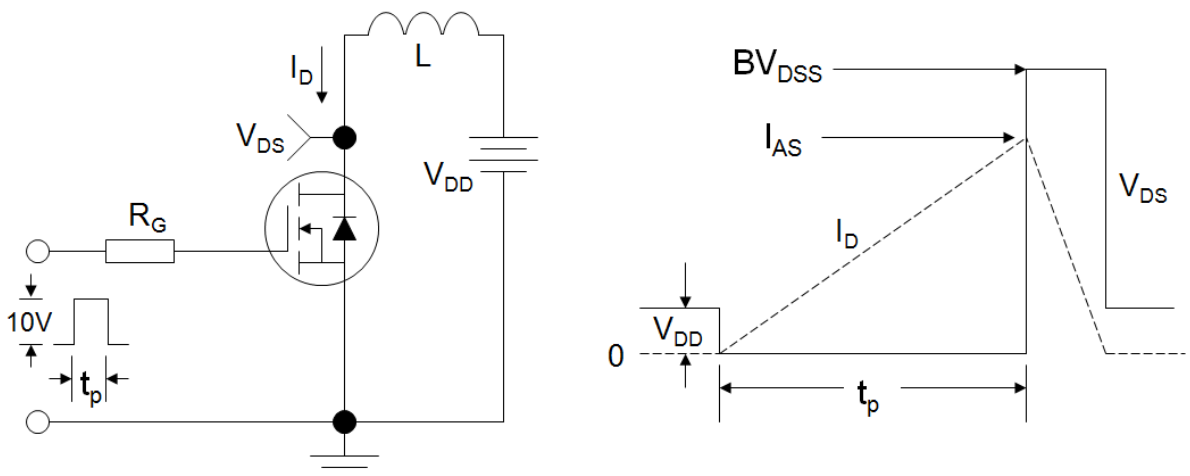 I_D
L
V_DS
V_DD
R_G
10V
t_p
BV_DSS
I_AS
V_DS
I_D
V_DD
0
t_p